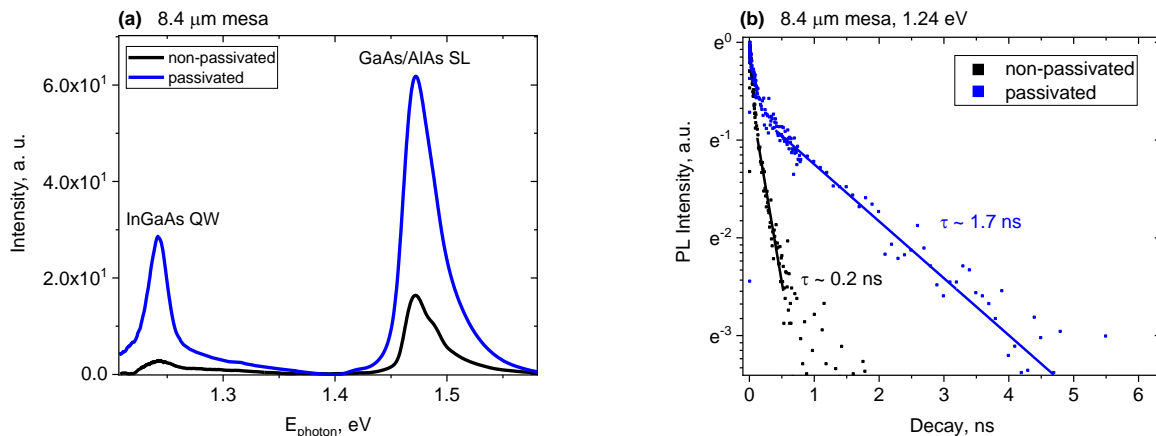 (a) 8.4 μm mesa
non-passivated
passivated
GaAs/AlAs SL
InGaAs QW
6.0x10¹
4.0x10¹
2.0x10¹
0.0
Intensity, a. u.
1.3 1.4 1.5
E_photon, eV
(b) 8.4 μm mesa, 1.24 eV
non-passivated
passivated
e⁰
e⁻¹
e⁻²
e⁻³
PL Intensity, a.u.
τ ~ 1.7 ns
τ ~ 0.2 ns
0 1 2 3 4 5 6
Decay, ns